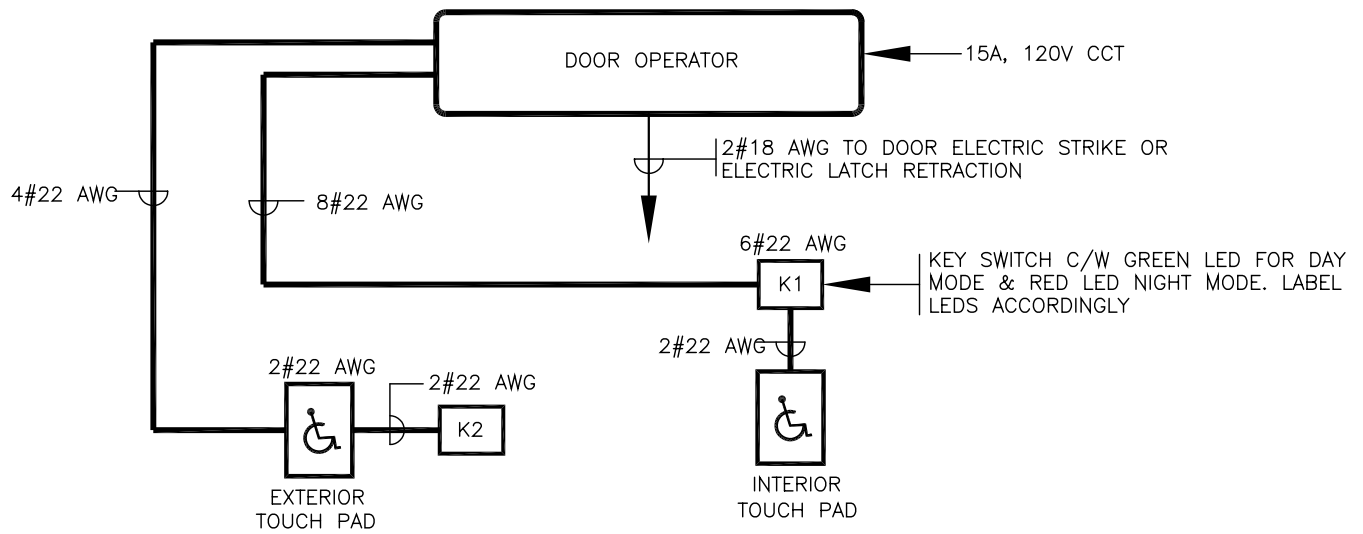 DOOR OPERATOR
15A, 120V CCT
2#18 AWG TO DOOR ELECTRIC STRIKE OR
ELECTRIC LATCH RETRACTION
4#22 AWG
8#22 AWG
6#22 AWG
K1
KEY SWITCH C/W GREEN LED FOR DAY
MODE & RED LED NIGHT MODE. LABEL
LEDS ACCORDINGLY
2#22 AWG
2#22 AWG
2#22 AWG
K2
EXTERIOR
TOUCH PAD
INTERIOR
TOUCH PAD